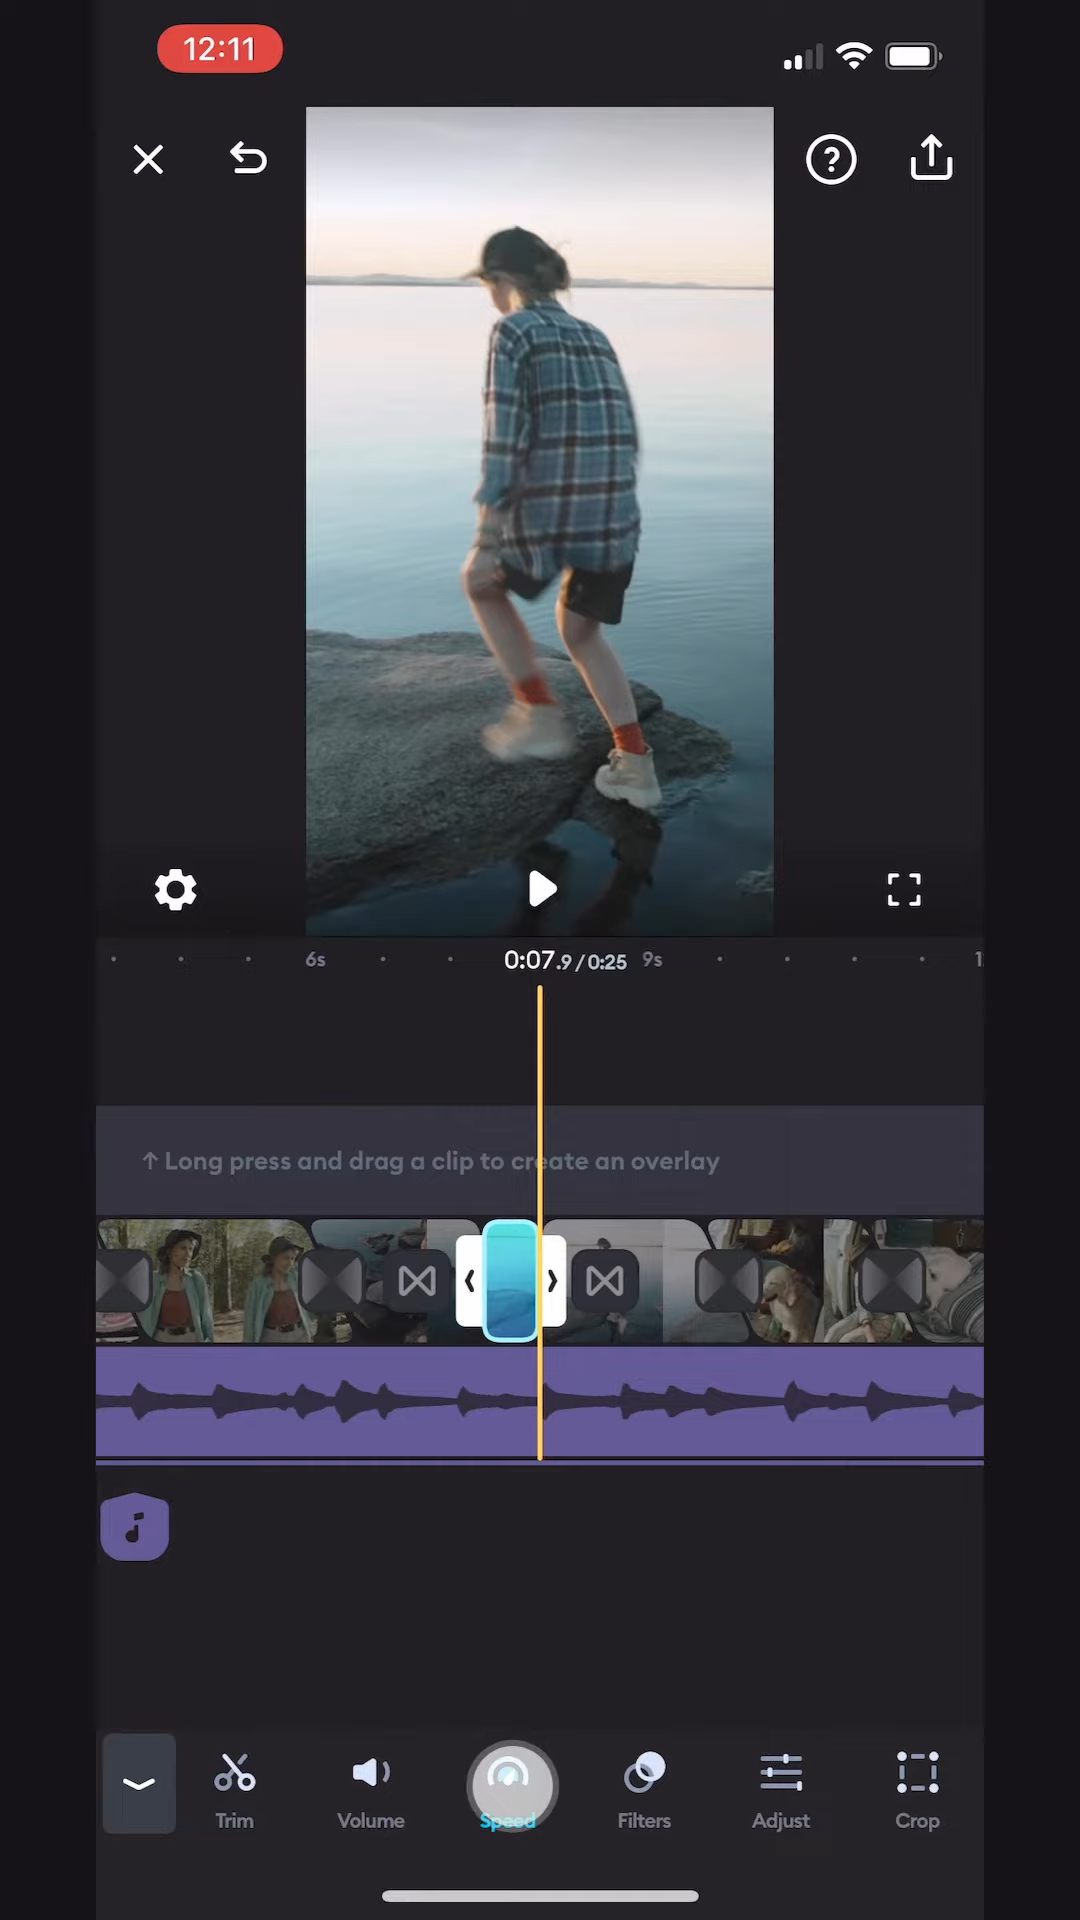 12:11
6s
0:07.9 / 0:25
9s
↑ Long press and drag a clip to create an overlay
Trim
Volume
Speed
Filters
Adjust
Crop